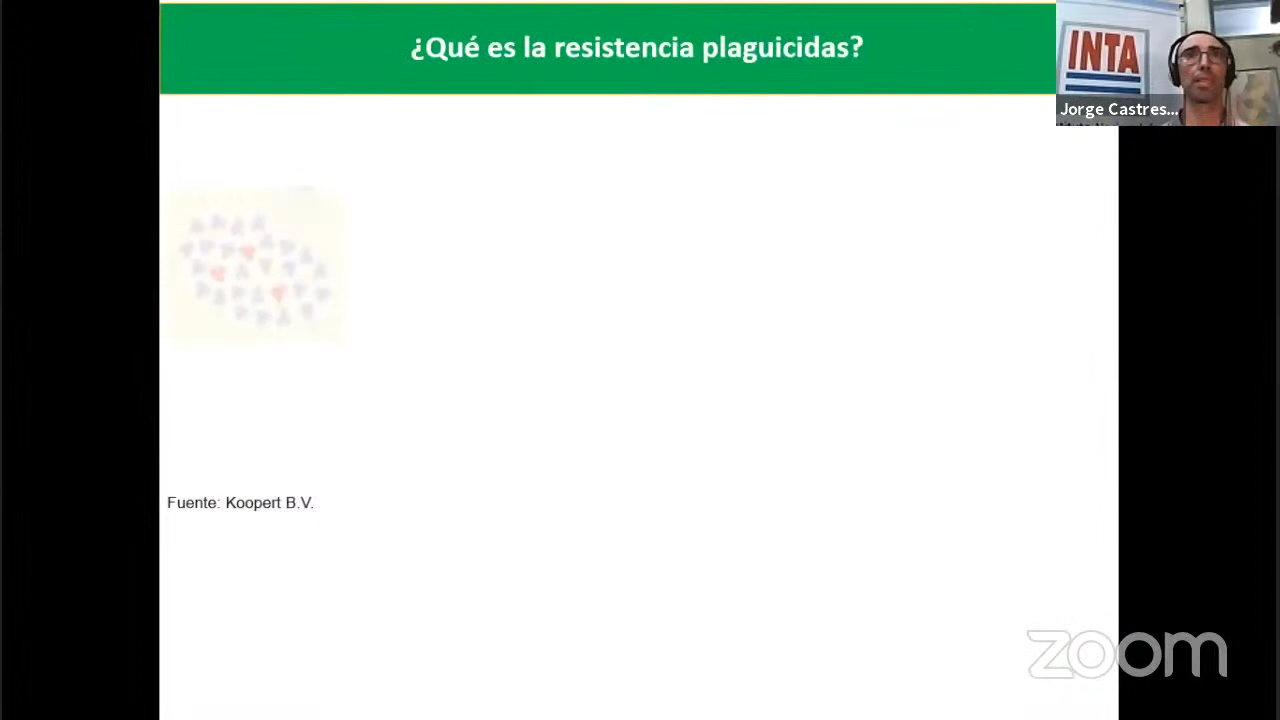 ¿Qué es la resistencia plaguicidas?
INTA
Jorge Castres...
Fuente: Koopert B.V.
zoom